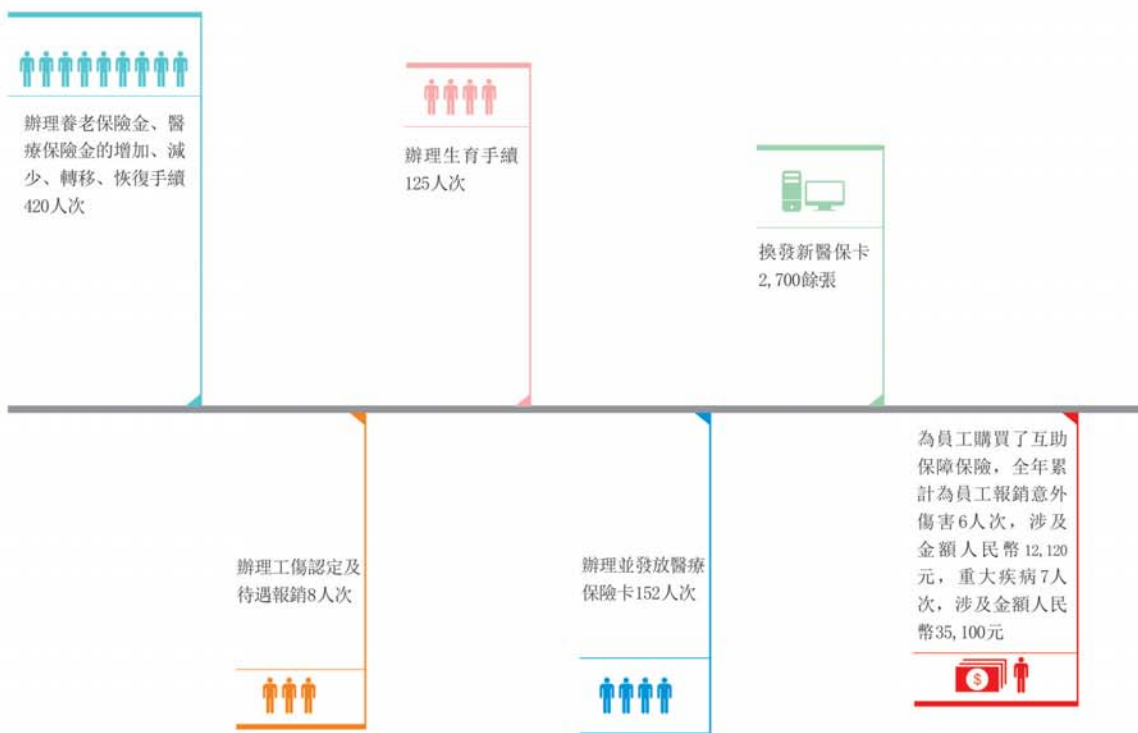 辦理養老保險金、醫
療保險金的增加、減
少、轉移、恢復手續
420人次
辦理生育手續
125人次
換發新醫保卡
2,700餘張
辦理工傷認定及
待遇報銷8人次
辦理並發放醫療
保險卡152人次
為員工購買了互助
保障保險，全年累
計為員工報銷意外
傷害6人次，涉及
金額人民幣12,120
元，重大疾病7人
次，涉及金額人民
幣35,100元
$